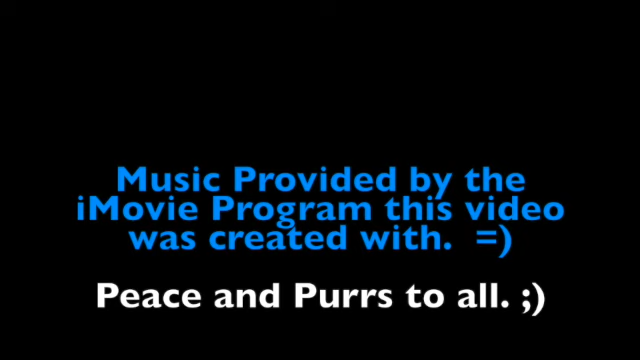 Music Provided by the
iMovie Program this video
was created with.  =)
Peace and Purrs to all. ;)